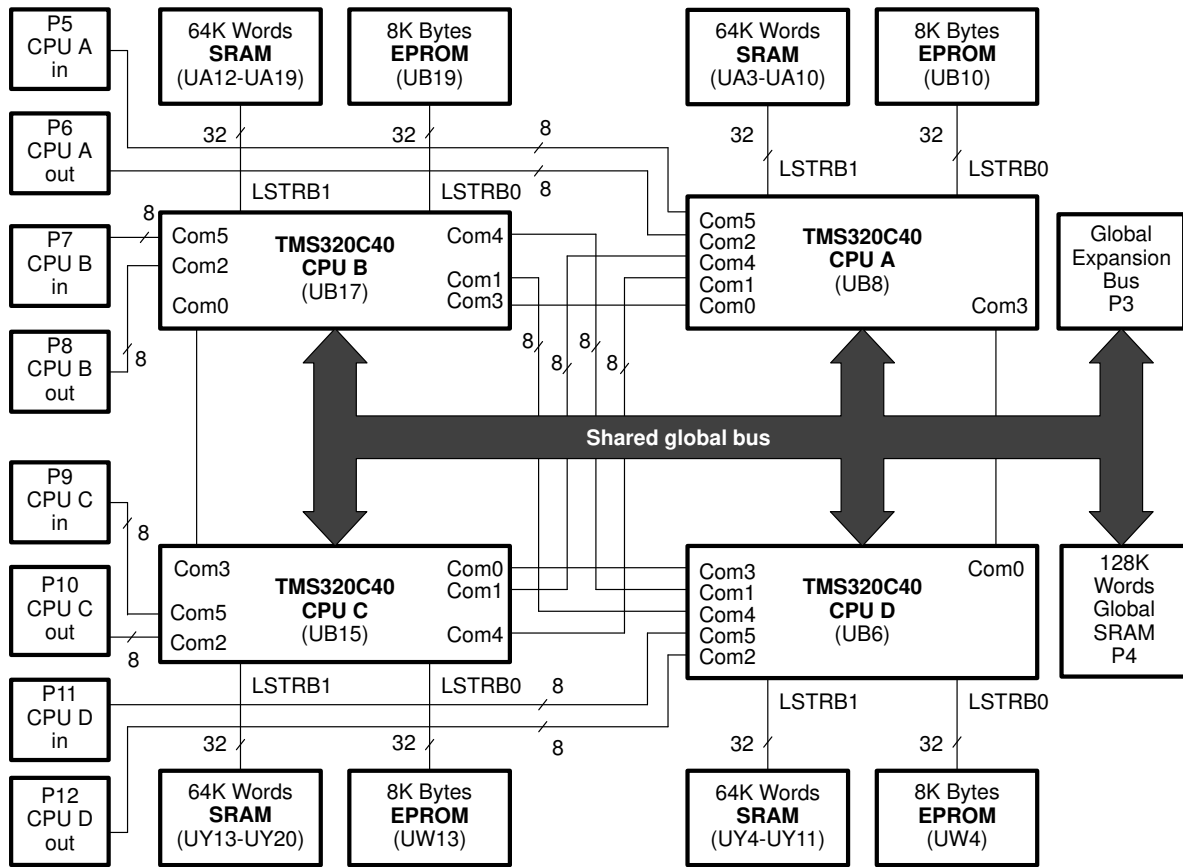 P5
CPU A
in
64K Words
SRAM
(UA12-UA19)
8K Bytes
EPROM
(UB19)
64K Words
SRAM
(UA3-UA10)
8K Bytes
EPROM
(UB10)
P6
CPU A
out
32
32
8
8
32
32
LSTRB1
LSTRB0
LSTRB1
LSTRB0
P7
CPU B
in
8
Com5
Com2
Com0
TMS320C40
CPU B
(UB17)
Com4
Com1
Com3
Com5
Com2
Com4
Com1
Com0
TMS320C40
CPU A
(UB8)
Com3
Global
Expansion
Bus
P3
P8
CPU B
out
8
8
8
8
8
Shared global bus
P9
CPU C
in
8
P10
CPU C
out
8
Com3
Com5
Com2
TMS320C40
CPU C
(UB15)
Com0
Com1
Com4
Com3
Com1
Com4
Com5
Com2
TMS320C40
CPU D
(UB6)
Com0
128K
Words
Global
SRAM
P4
P11
CPU D
in
LSTRB1
LSTRB0
8
8
LSTRB1
LSTRB0
32
32
32
32
P12
CPU D
out
64K Words
SRAM
(UY13-UY20)
8K Bytes
EPROM
(UW13)
64K Words
SRAM
(UY4-UY11)
8K Bytes
EPROM
(UW4)